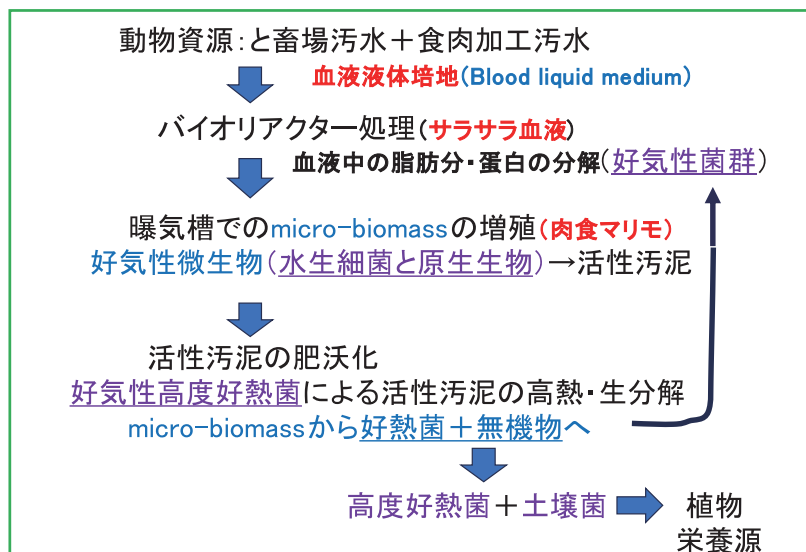 動物資源：と畜場汚水＋食肉加工汚水
血液液体培地(Blood liquid medium)
バイオリアクター処理(サラサラ血液)
血液中の脂肪分・蛋白の分解(好気性菌群)
曝気槽でのmicro-biomassの増殖(肉食マリモ)
好気性微生物(水生細菌と原生生物)→活性汚泥
活性汚泥の肥沃化
好気性高度好熱菌による活性汚泥の高熱・生分解
micro-biomassから好熱菌＋無機物へ
高度好熱菌＋土壌菌
植物
栄養源